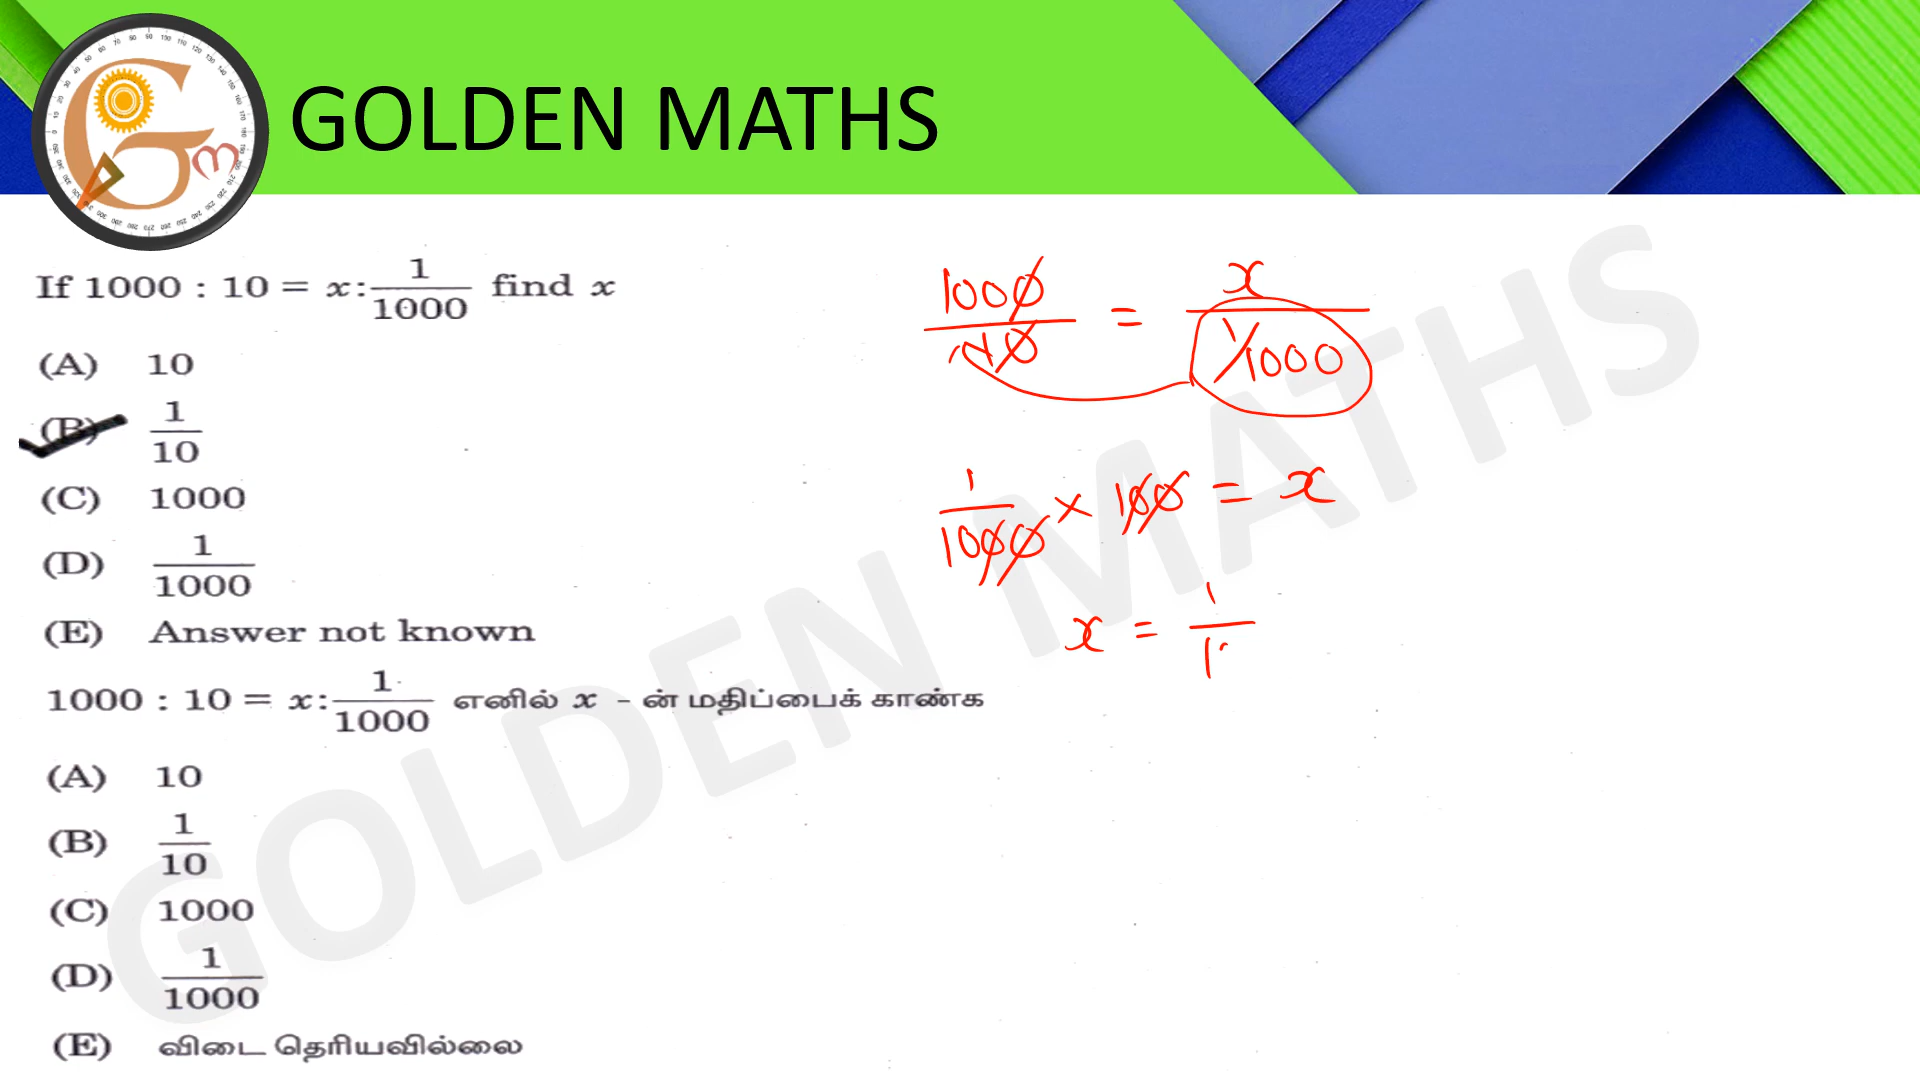 GOLDEN MATHS
If 1000 : 10 = x : 1/1000 find x
(A) 10
(B) 1/10
(C) 1000
(D) 1/1000
(E) Answer not known
1000 : 10 = x : 1/1000 எனில் x - ன் மதிப்பைக் காண்க
(A) 10
(B) 1/10
(C) 1000
(D) 1/1000
(E) விடை தெரியவில்லை
1000/10 = x/(1/1000)
1/1000 × 100 = x
x = 1/1
GOLDEN MATHS